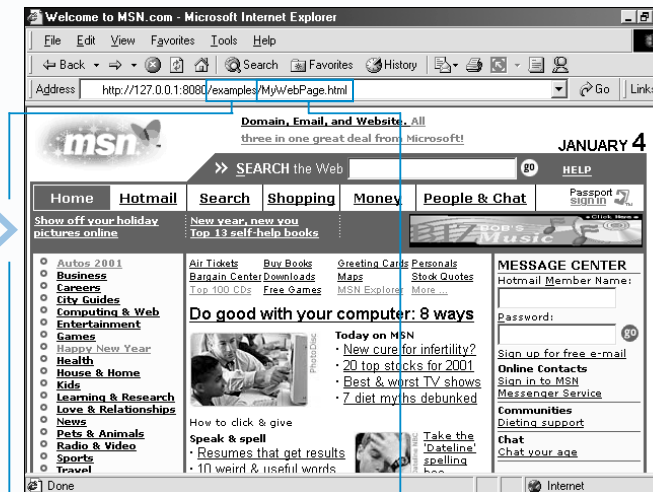 Welcome to MSN.com - Microsoft Internet Explorer
File Edit View Favorites Tools Help
Back Search Favorites History
Address http://127.0.0.1:8080/examples/MyWebPage.html Go Links
Domain, Email, and Website. All
three in one great deal from Microsoft!
msn
JANUARY 4
>> SEARCH the Web go HELP
Home Hotmail Search Shopping Money People & Chat Passport sign in
Show off your holiday pictures online
New year, new you
Top 13 self-help books
BOB'S Music
Click Here
Autos 2001
Business
Careers
City Guides
Computing & Web
Entertainment
Games
Happy New Year
Health
House & Home
Kids
Learning & Research
Love & Relationships
News
Pets & Animals
Radio & Video
Sports
Travel
Air Tickets Buy Books Greeting Cards Personals
Bargain Center Downloads Maps Stock Quotes
Top 100 CDs Free Games MSN Explorer More ...
Do good with your computer: 8 ways
PhotoDisc
How to click & give
Speak & spell
· Resumes that get results
· 10 weird & useful words
Today on MSN
· New cure for infertility?
· 20 top stocks for 2001
· Best & worst TV shows
· 7 diet myths debunked
Take the
'Dateline'
spelling
bee
MESSAGE CENTER
Hotmail Member Name:
Password:
go
Sign up for free e-mail
Online Contacts
Sign in to MSN
Messenger Service
Communities
Dieting support
Chat
Chat your age
Done Internet